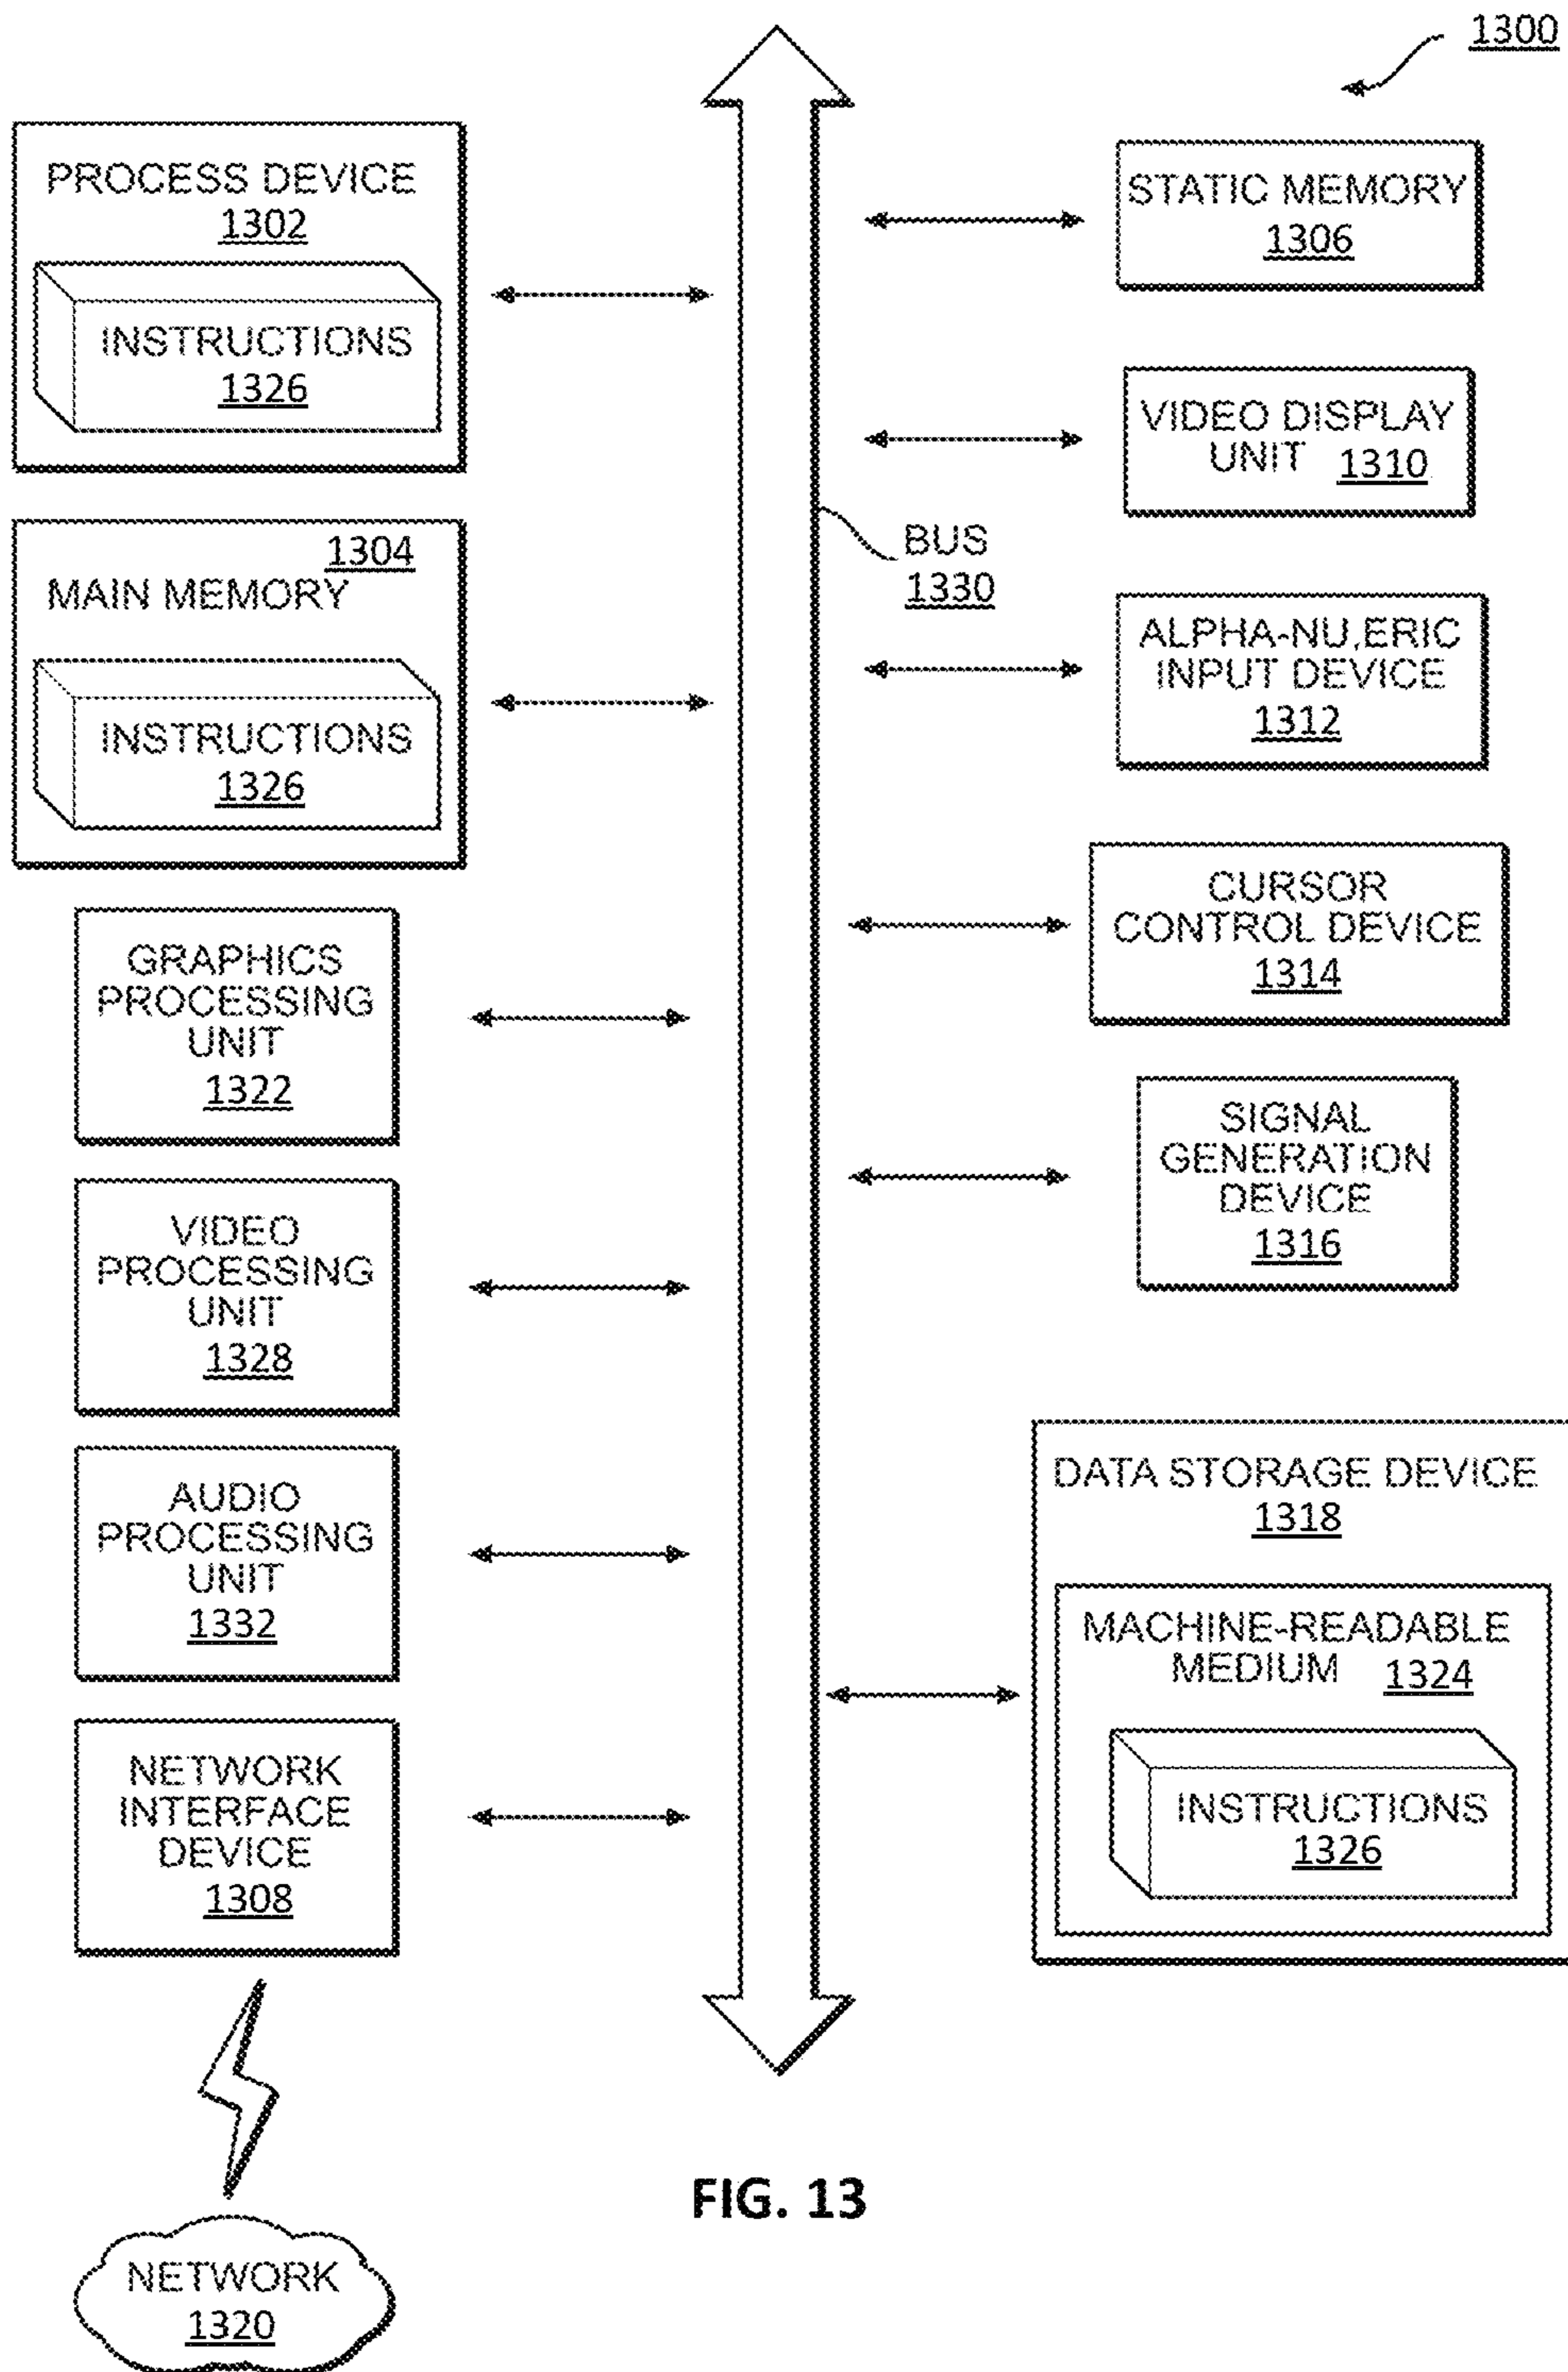 1300
PROCESS DEVICE
1302
INSTRUCTIONS
1326
1304
MAIN MEMORY
INSTRUCTIONS
1326
GRAPHICS
PROCESSING
UNIT
1322
VIDEO
PROCESSING
UNIT
1328
AUDIO
PROCESSING
UNIT
1332
NETWORK
INTERFACE
DEVICE
1308
NETWORK
1320
BUS
1330
STATIC MEMORY
1306
VIDEO DISPLAY
UNIT 1310
ALPHA-NU,ERIC
INPUT DEVICE
1312
CURSOR
CONTROL DEVICE
1314
SIGNAL
GENERATION
DEVICE
1316
DATA STORAGE DEVICE
1318
MACHINE-READABLE
MEDIUM 1324
INSTRUCTIONS
1326
FIG. 13